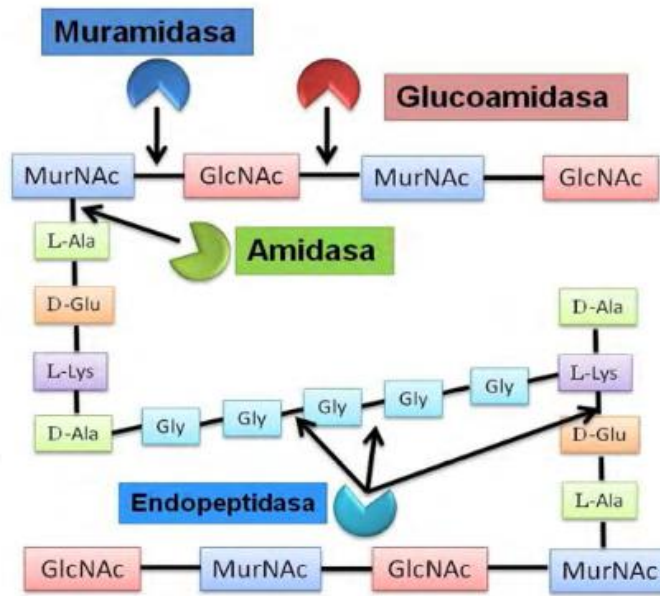 Muramidasa
Glucoamidasa
MurNAc GlcNAc MurNAc GlcNAc
L-Ala
Amidasa
D-Glu
D-Ala
L-Lys
L-Lys
Gly Gly Gly Gly Gly
D-Ala
D-Glu
Endopeptidasa
L-Ala
GlcNAc MurNAc GlcNAc MurNAc